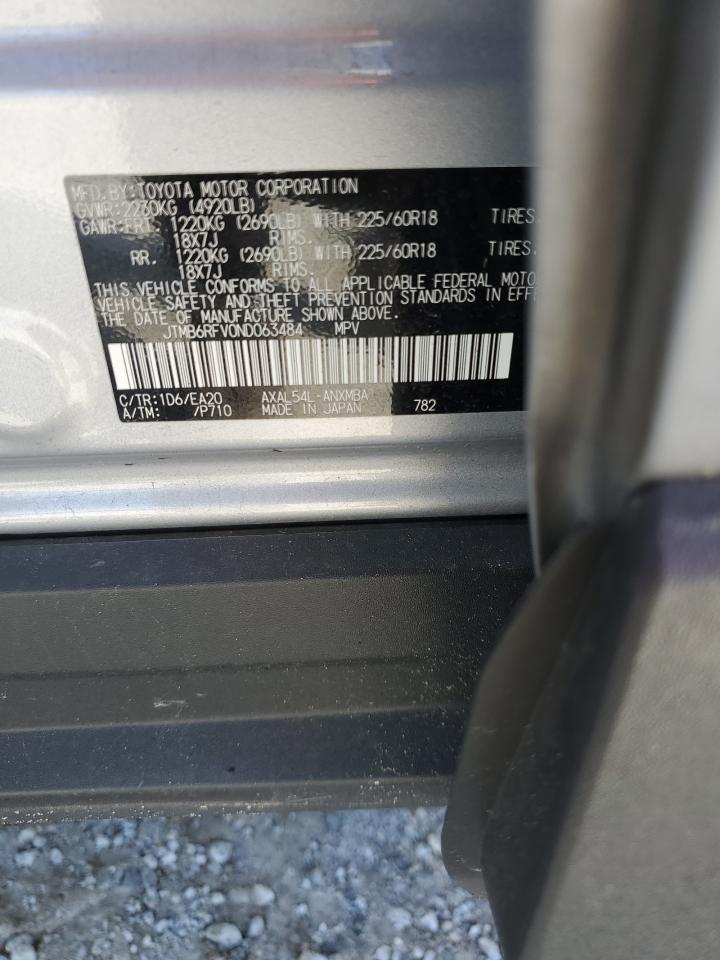 MFD.BY:TOYOTA MOTOR CORPORATION
GVWR:2230KG (4920LB)
GAWR:FRT. 1220KG (2690LB) WITH 225/60R18 TIRES,
18X7J RIMS.
RR. 1220KG (2690LB) WITH 225/60R18 TIRES,
18X7J RIMS.
THIS VEHICLE CONFORMS TO ALL APPLICABLE FEDERAL MOTO
VEHICLE SAFETY AND THEFT PREVENTION STANDARDS IN EFF
THE DATE OF MANUFACTURE SHOWN ABOVE.
JTMB6RFV0ND063484 MPV
C/TR:1D6/EA20 AXAL54L-ANXMBA 782
A/TM: /P710 MADE IN JAPAN